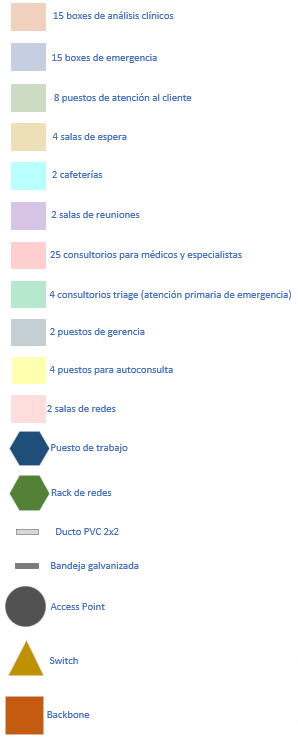 15 boxes de análisis clínicos
15 boxes de emergencia
8 puestos de atención al cliente
4 salas de espera
2 cafeterías
2 salas de reuniones
25 consultorios para médicos y especialistas
4 consultorios triage (atención primaria de emergencia)
2 puestos de gerencia
4 puestos para autoconsulta
2 salas de redes
Puesto de trabajo
Rack de redes
Ducto PVC 2x2
Bandeja galvanizada
Access Point
Switch
Backbone